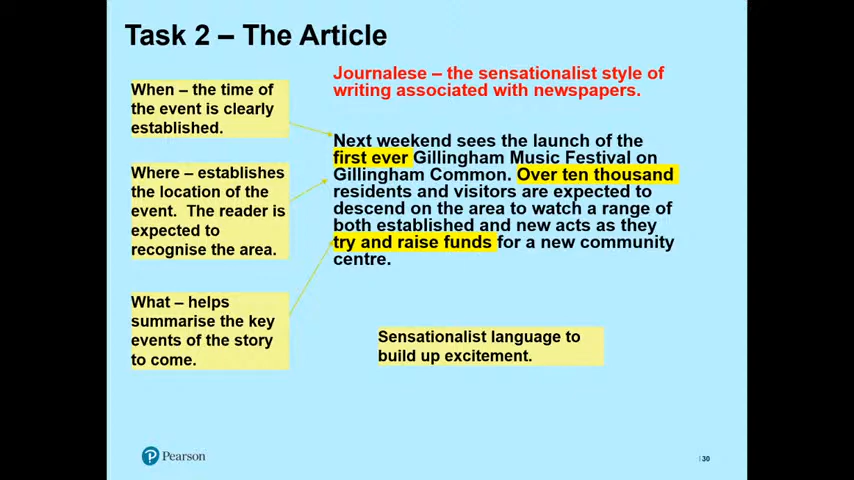 Task 2 – The Article
Journalese – the sensationalist style of
writing associated with newspapers.
When – the time of
the event is clearly
established.
Where – establishes
the location of the
event. The reader is
expected to
recognise the area.
What – helps
summarise the key
events of the story
to come.
Next weekend sees the launch of the
first ever Gillingham Music Festival on
Gillingham Common. Over ten thousand
residents and visitors are expected to
descend on the area to watch a range of
both established and new acts as they
try and raise funds for a new community
centre.
Sensationalist language to
build up excitement.
Pearson
| 30